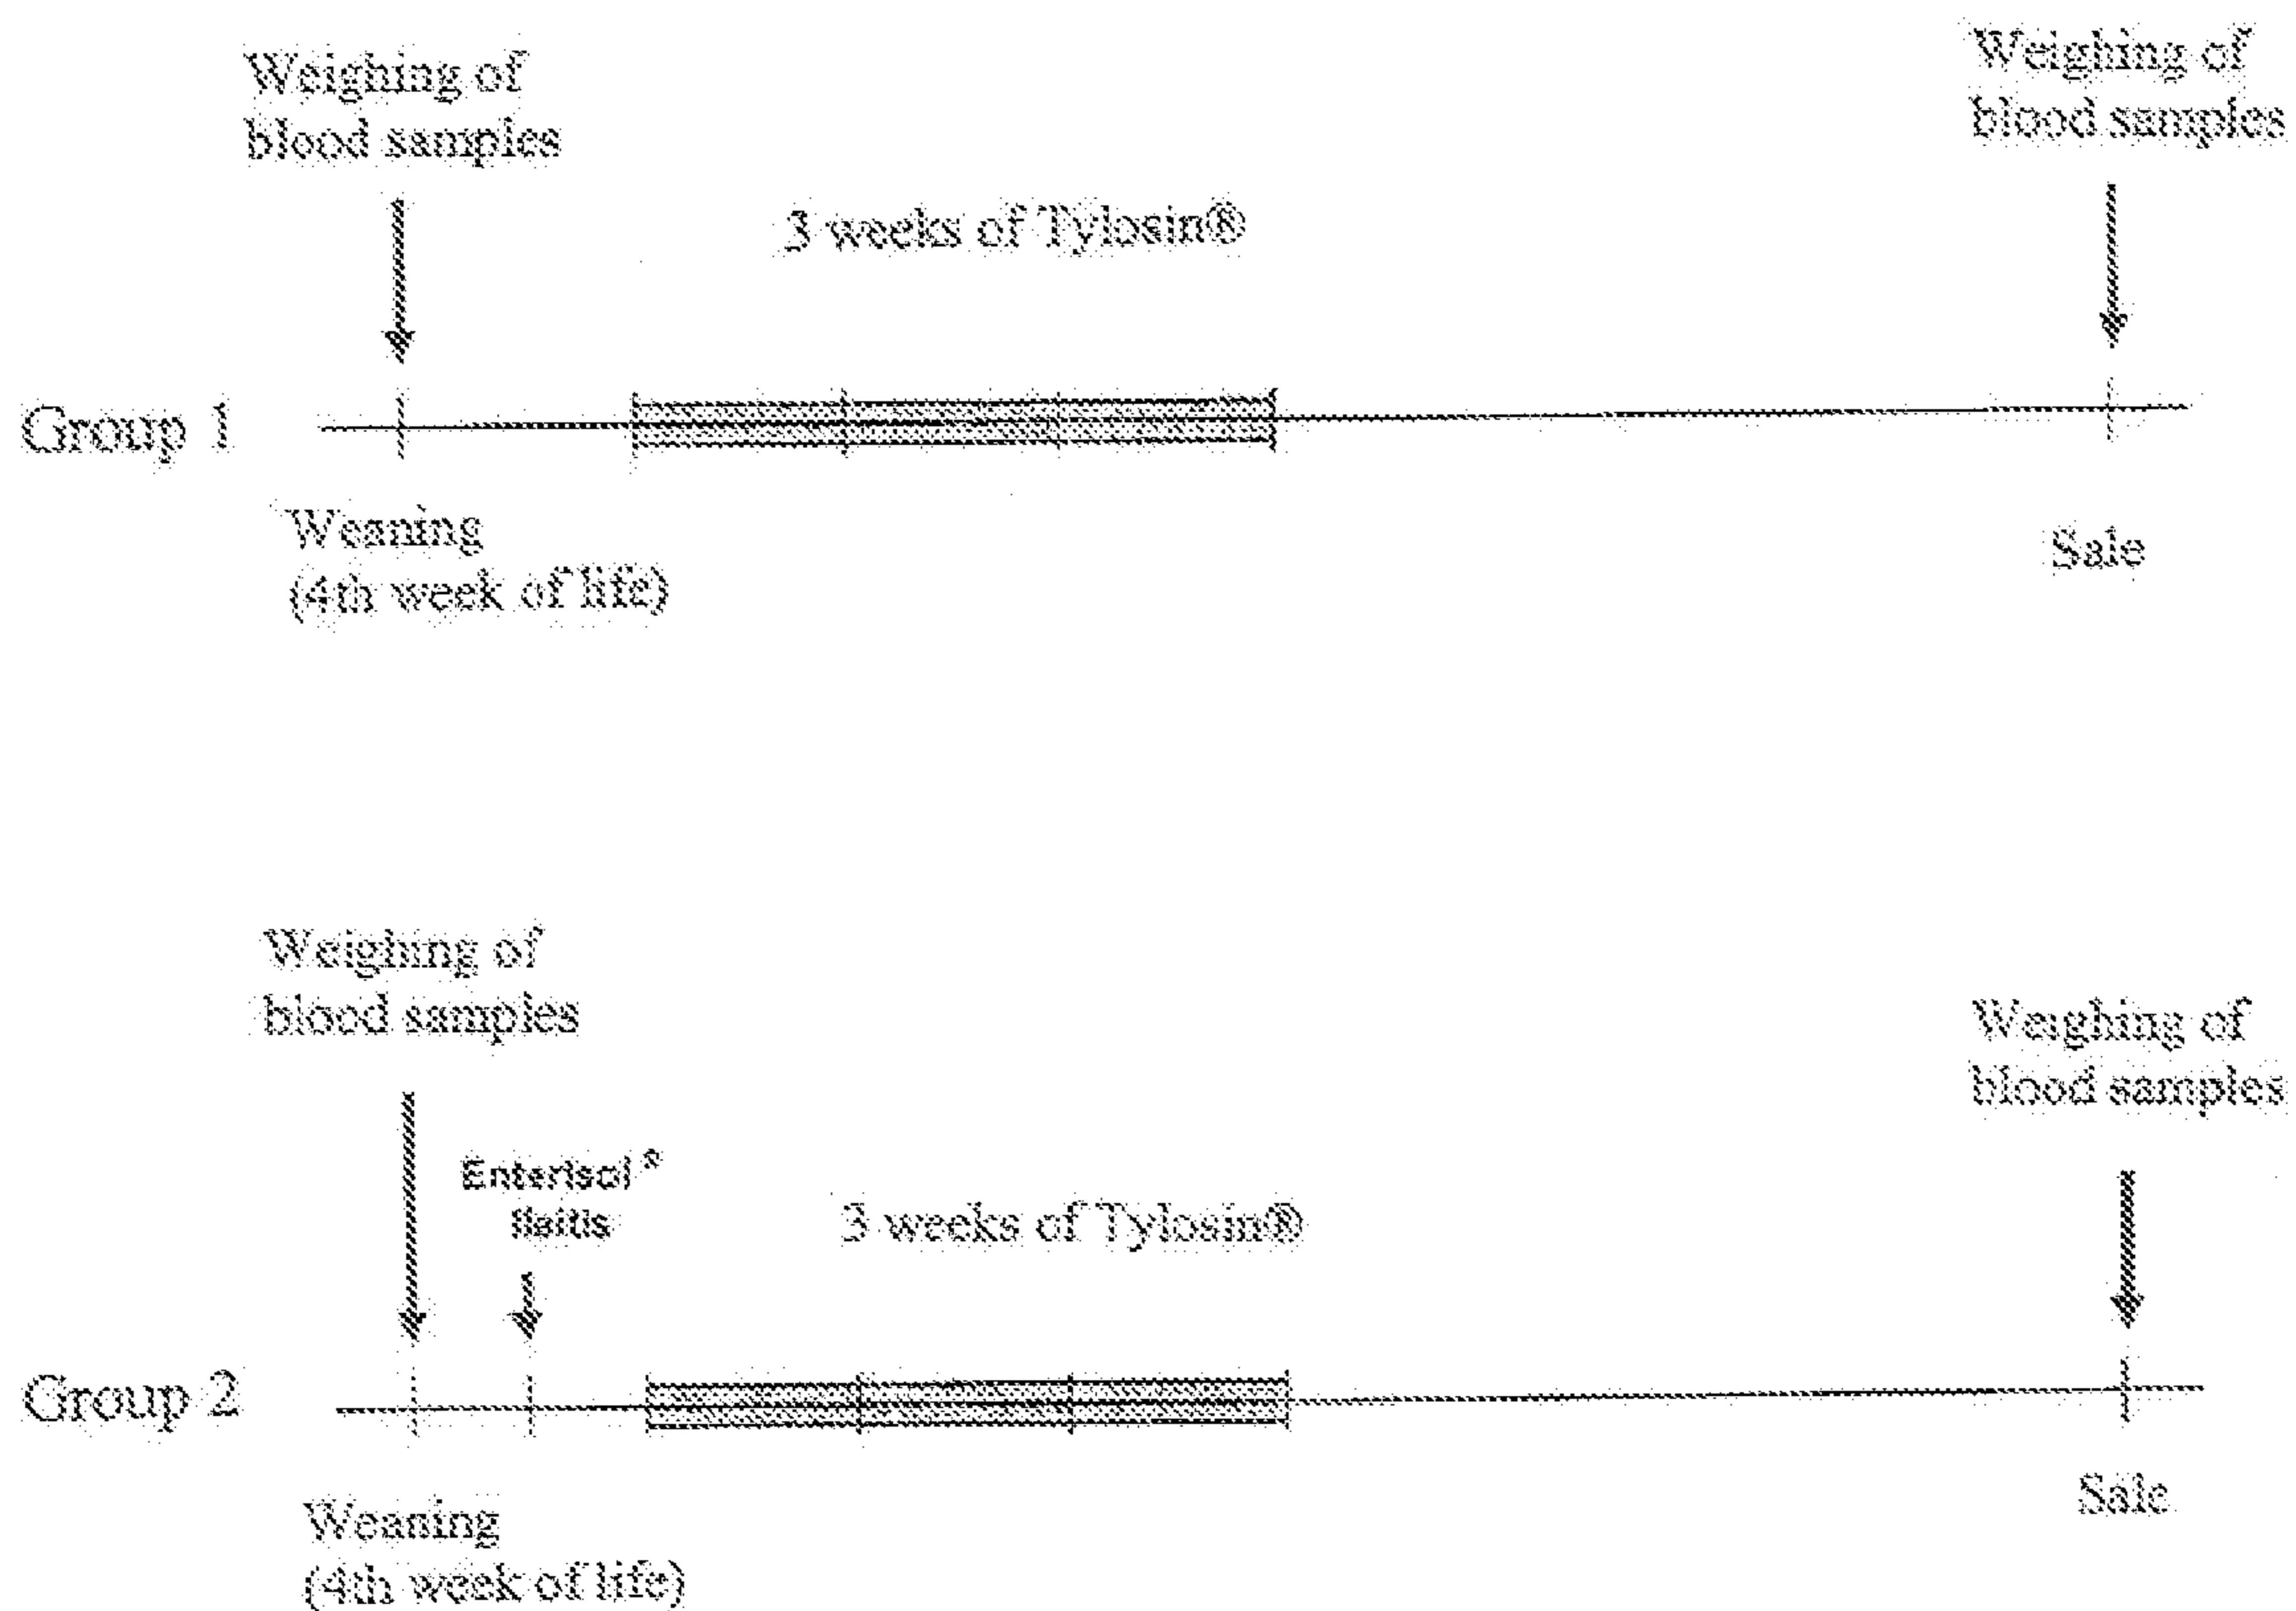 Weighing of
blood samples
Weighing of
blood samples
3 weeks of Tylosin®
Group 1
Weaning
(4th week of life)
Sale
Weighing of
blood samples
Weighing of
blood samples
Enterisol ®
Ileitis
3 weeks of Tylosin®
Group 2
Weaning
(4th week of life)
Sale